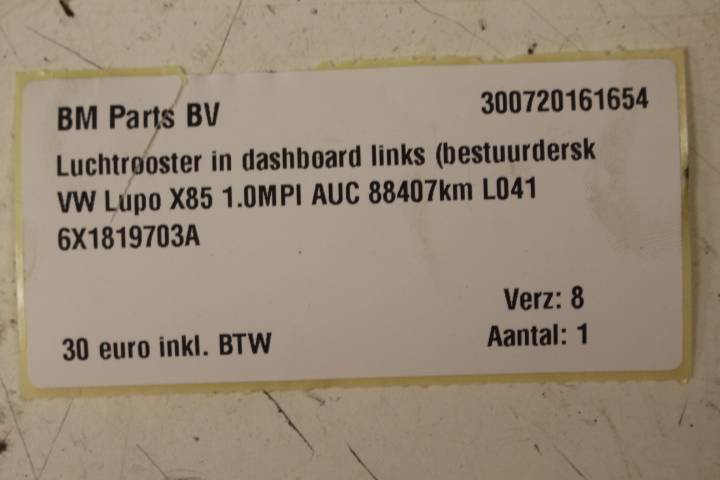 BM Parts BV 300720161654
Luchtrooster in dashboard links (bestuurdersk
VW Lupo X85 1.0MPI AUC 88407km L041
6X1819703A
Verz: 8
30 euro inkl. BTW Aantal: 1